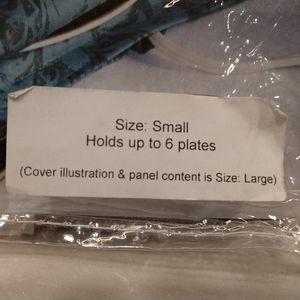 Size: Small
Holds up to 6 plates
(Cover illustration & panel content is Size: Large)